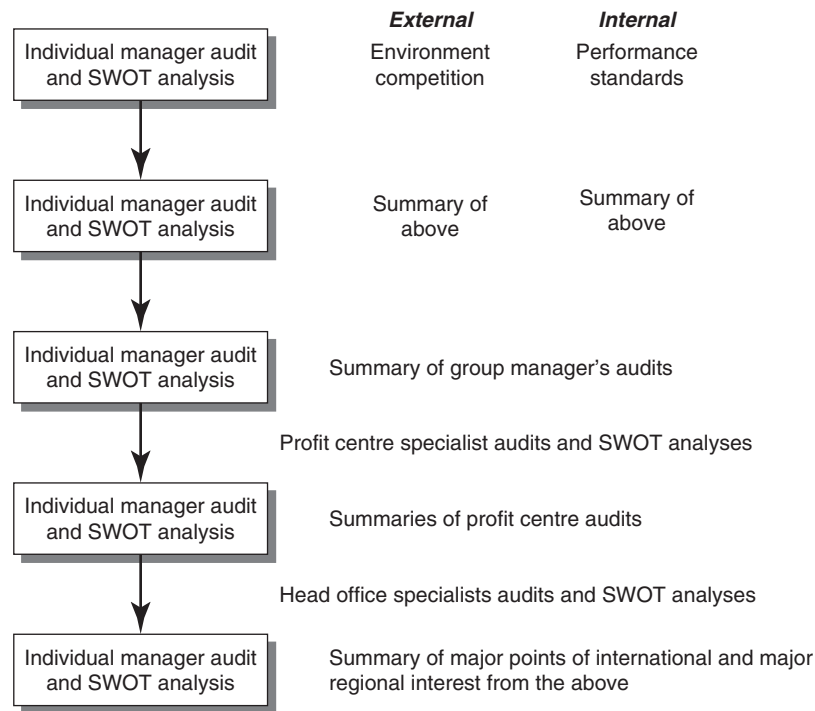 External
Internal
Individual manager audit
and SWOT analysis
Environment
competition
Performance
standards
Individual manager audit
and SWOT analysis
Summary of
above
Summary of
above
Individual manager audit
and SWOT analysis
Summary of group manager's audits
Profit centre specialist audits and SWOT analyses
Individual manager audit
and SWOT analysis
Summaries of profit centre audits
Head office specialists audits and SWOT analyses
Individual manager audit
and SWOT analysis
Summary of major points of international and major
regional interest from the above